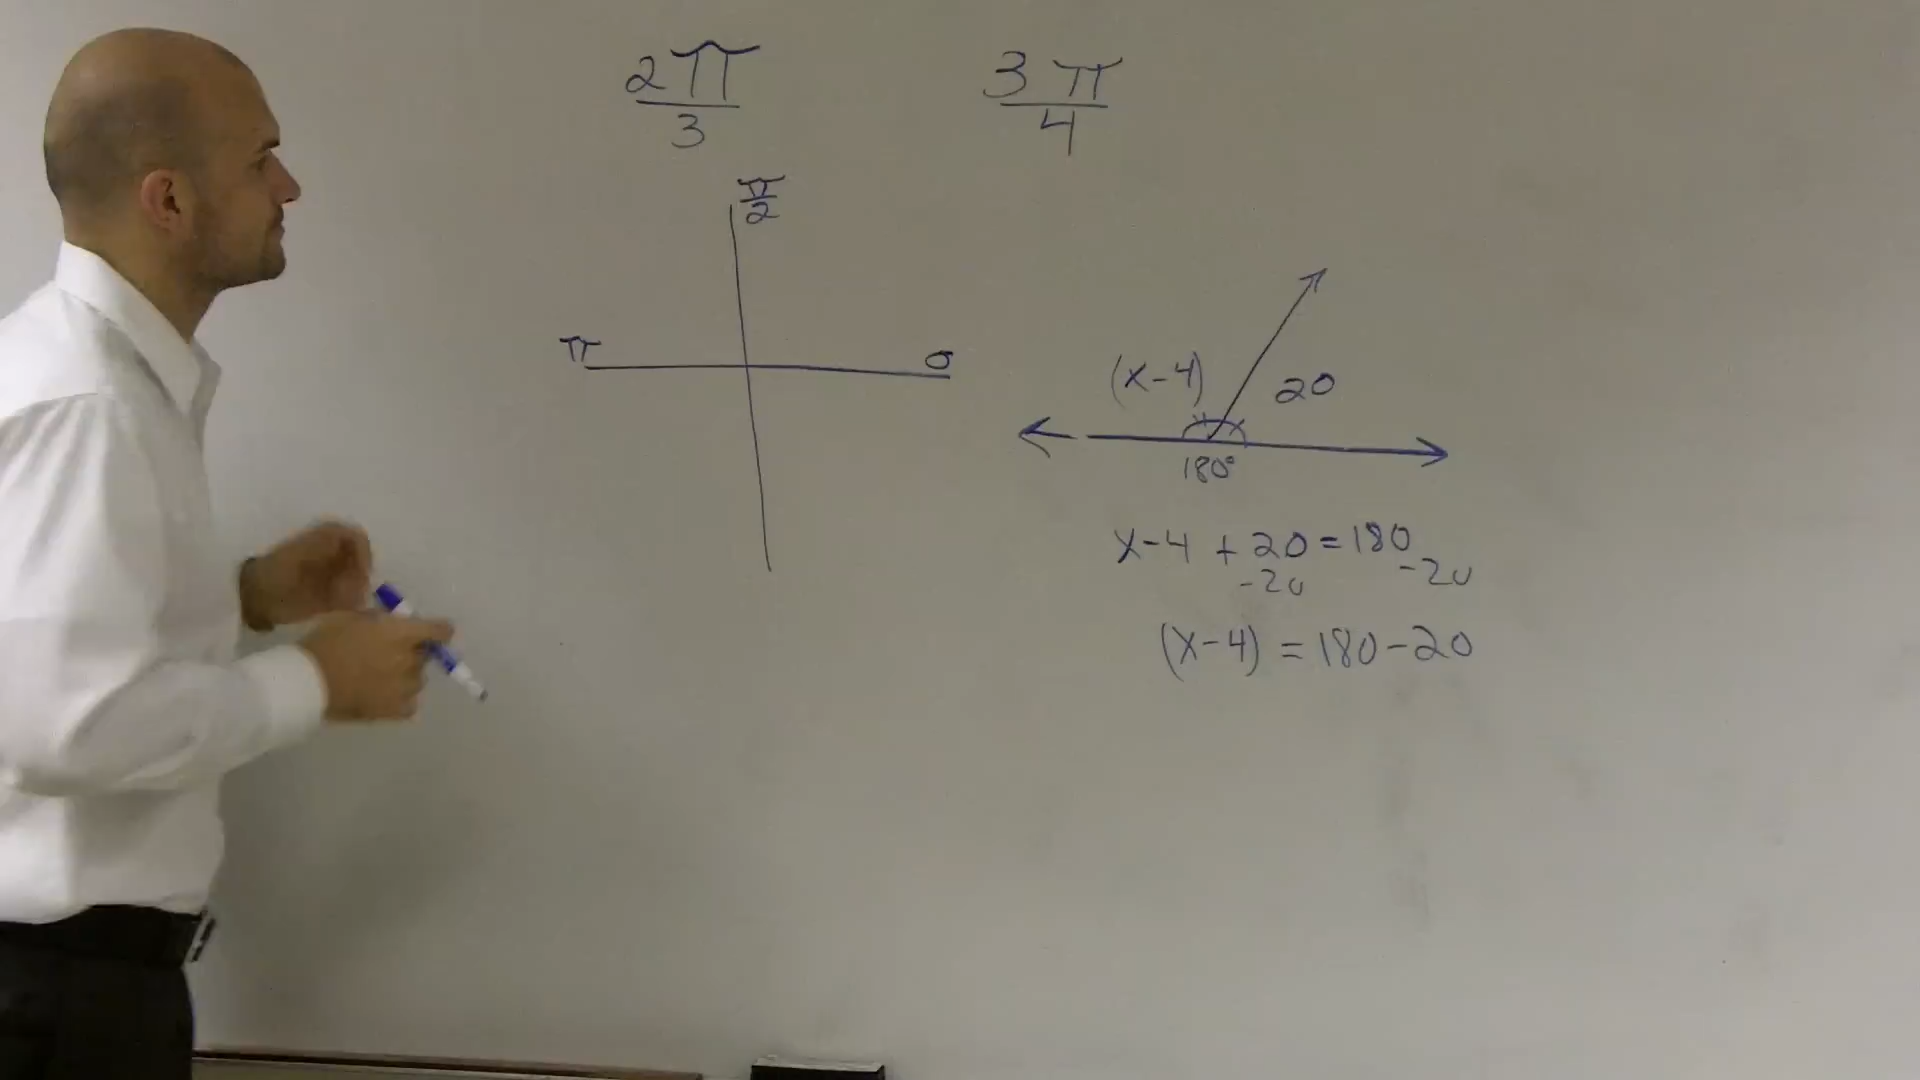 2π/3
3π/4
π/2
π 0
(x-4) 20
180°
x-4 + 20 = 180
-20 -20
(x-4) = 180-20